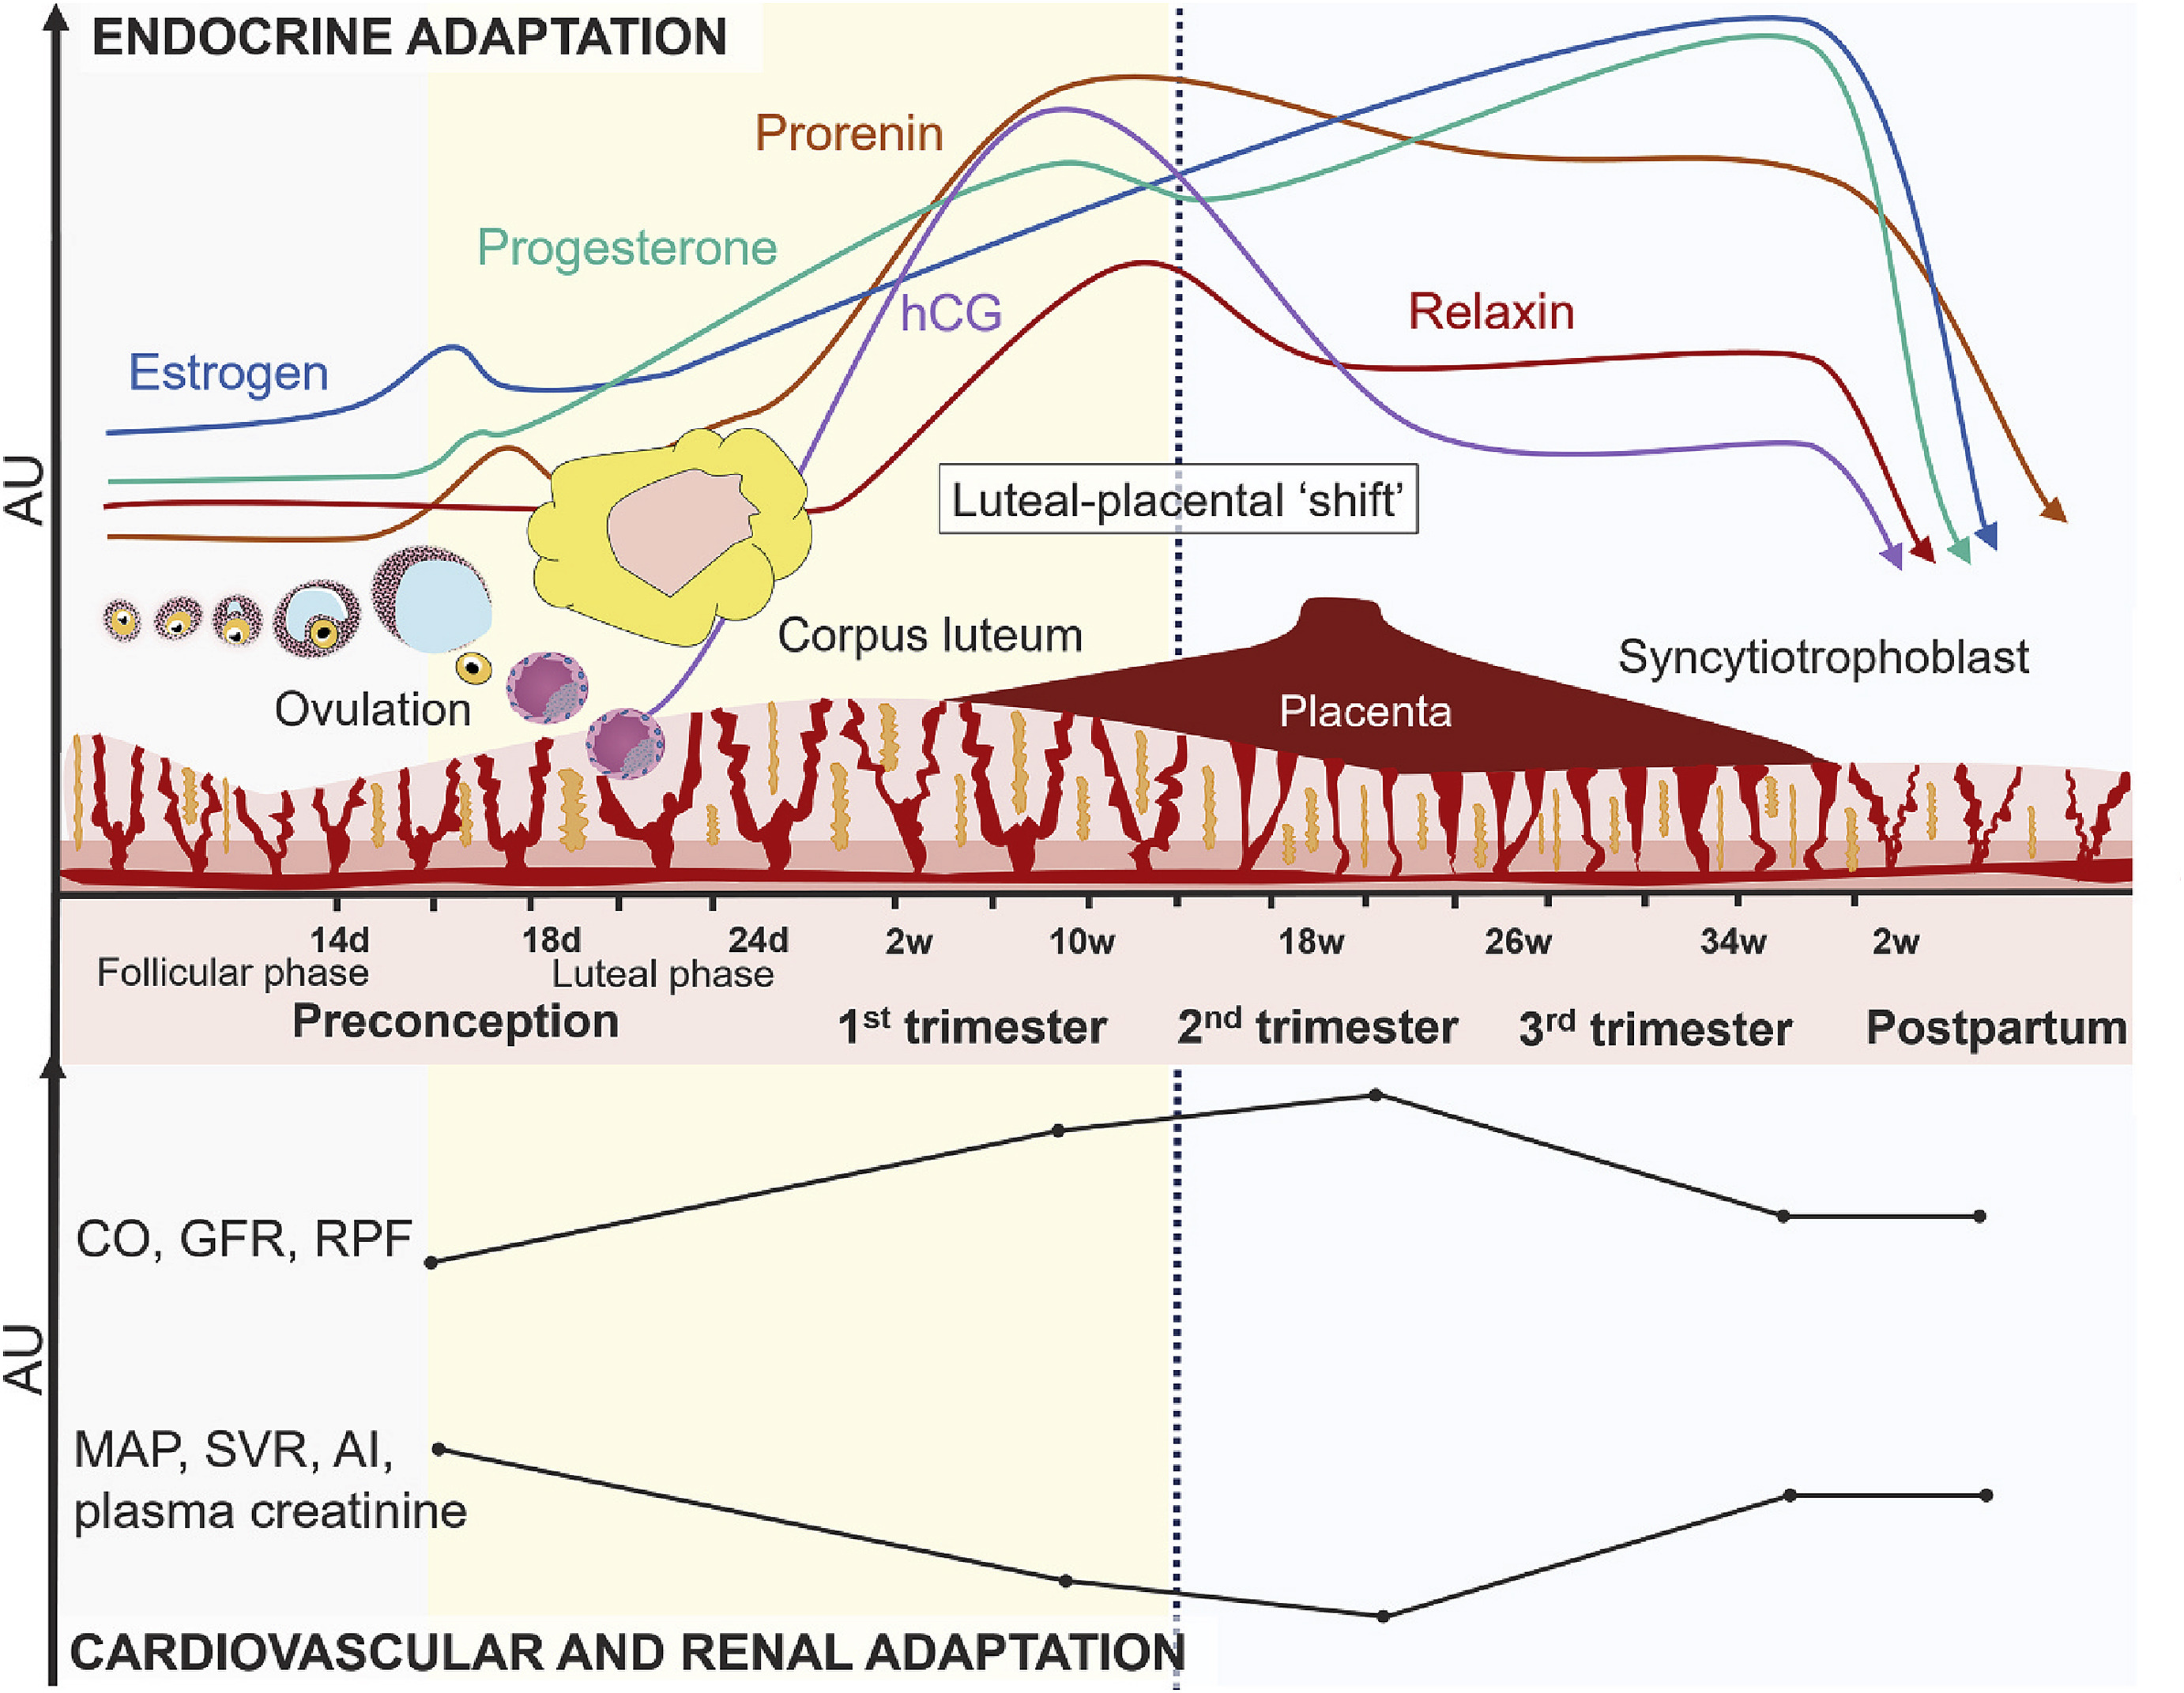 ENDOCRINE ADAPTATION
Prorenin
Progesterone
hCG
Relaxin
Estrogen
AU
Luteal-placental ‘shift’
Corpus luteum
Syncytiotrophoblast
Ovulation
Placenta
14d 18d 24d 2w 10w 18w 26w 34w 2w
Follicular phase Luteal phase
Preconception 1st trimester 2nd trimester 3rd trimester Postpartum
CO, GFR, RPF
AU
MAP, SVR, AI,
plasma creatinine
CARDIOVASCULAR AND RENAL ADAPTATION